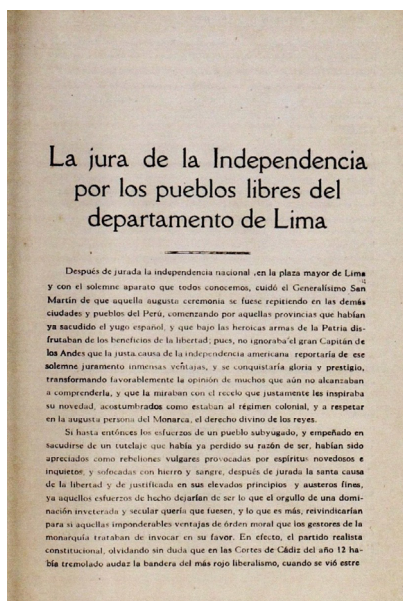 La jura de la Independencia
por los pueblos libres del
departamento de Lima
Después de jurada la independencia nacional ,en la plaza mayor de Lima
y con el solemne aparato que todos conocemos, cuidó el Generalísimo San
Martín de que aquella augusta ceremonia se fuese repitiendo en las demás
ciudades y pueblos del Perú, comenzando por aquellas provincias que habían
ya sacudido el yugo español, y que bajo las heroicas armas de la Patria dis-
frutaban de los beneficios de la libertad; pues, no ignoraba el gran Capitán de
los Andes que la justa causa de la independencia americana reportaría de ese
solemne juramento inmensas ventajas, y se conquistaría gloria y prestigio,
transformando favorablemente la opinión de muchos que aún no alcanzaban
a comprenderla, y que la miraban con el recelo que justamente les inspiraba
su novedad, acostumbrados como estaban al régimen colonial, y a respetar
en la augusta persona del Monarca, el derecho divino de los reyes.
Si hasta entónces los esfuerzos de un pueblo subyugado, y empeñado en
sacudirse de un tutelaje que había ya perdido su razón de ser, habían sido
apreciados como rebeliones vulgares provocadas por espíritus novedosos e
inquietos, y sofocadas con hierro y sangre, después de jurada la santa causa
de la libertad y de justificada en sus elevados principios y austeros fines,
ya aquellos esfuerzos de hecho dejarían de ser lo que el orgullo de una domi-
nación inveterada y secular quería que fuesen, y lo que es más, reivindicarían
para si aquellas imponderables ventajas de órden moral que los gestores de la
monarquía trataban de invocar en su favor. En efecto, el partido realista
constitucional, olvidando sin duda que en las Cortes de Cádiz del año 12 ha-
bía tremolado audaz la bandera del más rojo liberalismo, cuando se vió estre